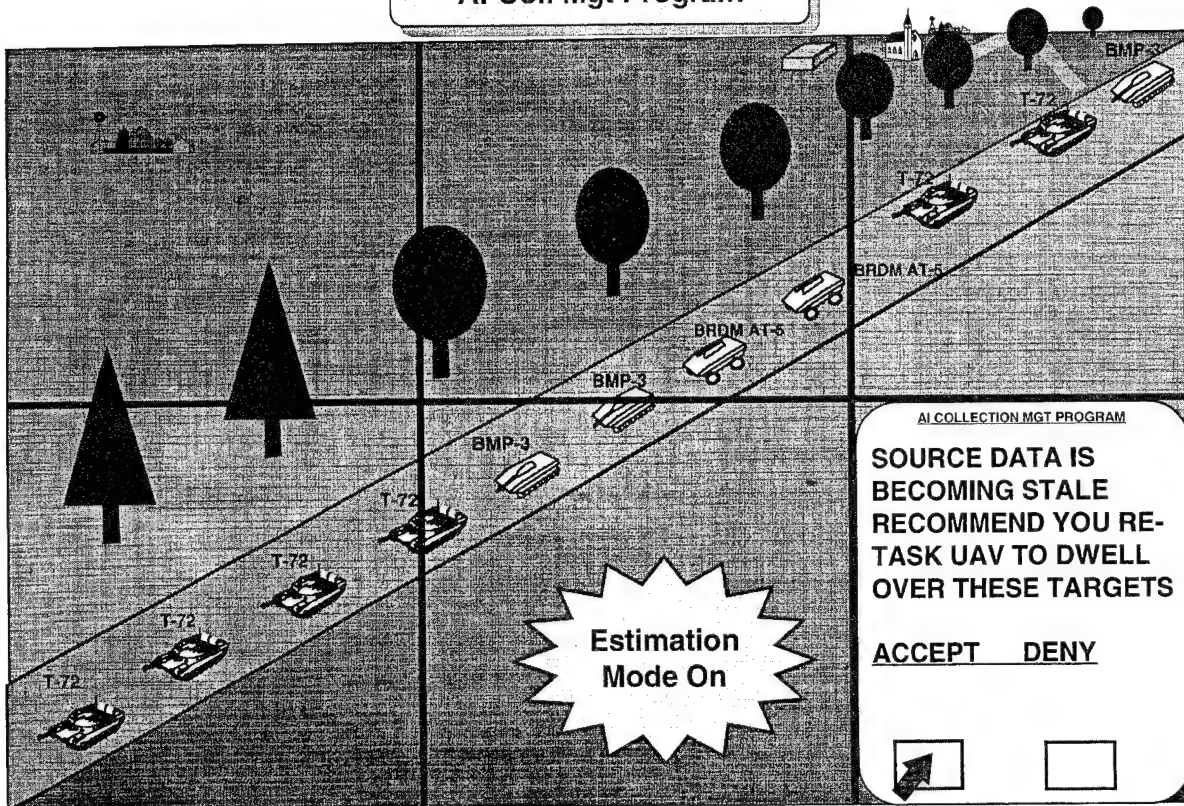 AI Coll Mgt Program
BMP-3
T-72
T-72
BRDM AT-5
BRDM AT-5
BMP-3
BMP-3
T-72
T-72
T-72
T-72
Estimation
Mode On
AI COLLECTION MGT PROGRAM
SOURCE DATA IS
BECOMING STALE
RECOMMEND YOU RE-
TASK UAV TO DWELL
OVER THESE TARGETS
ACCEPT DENY